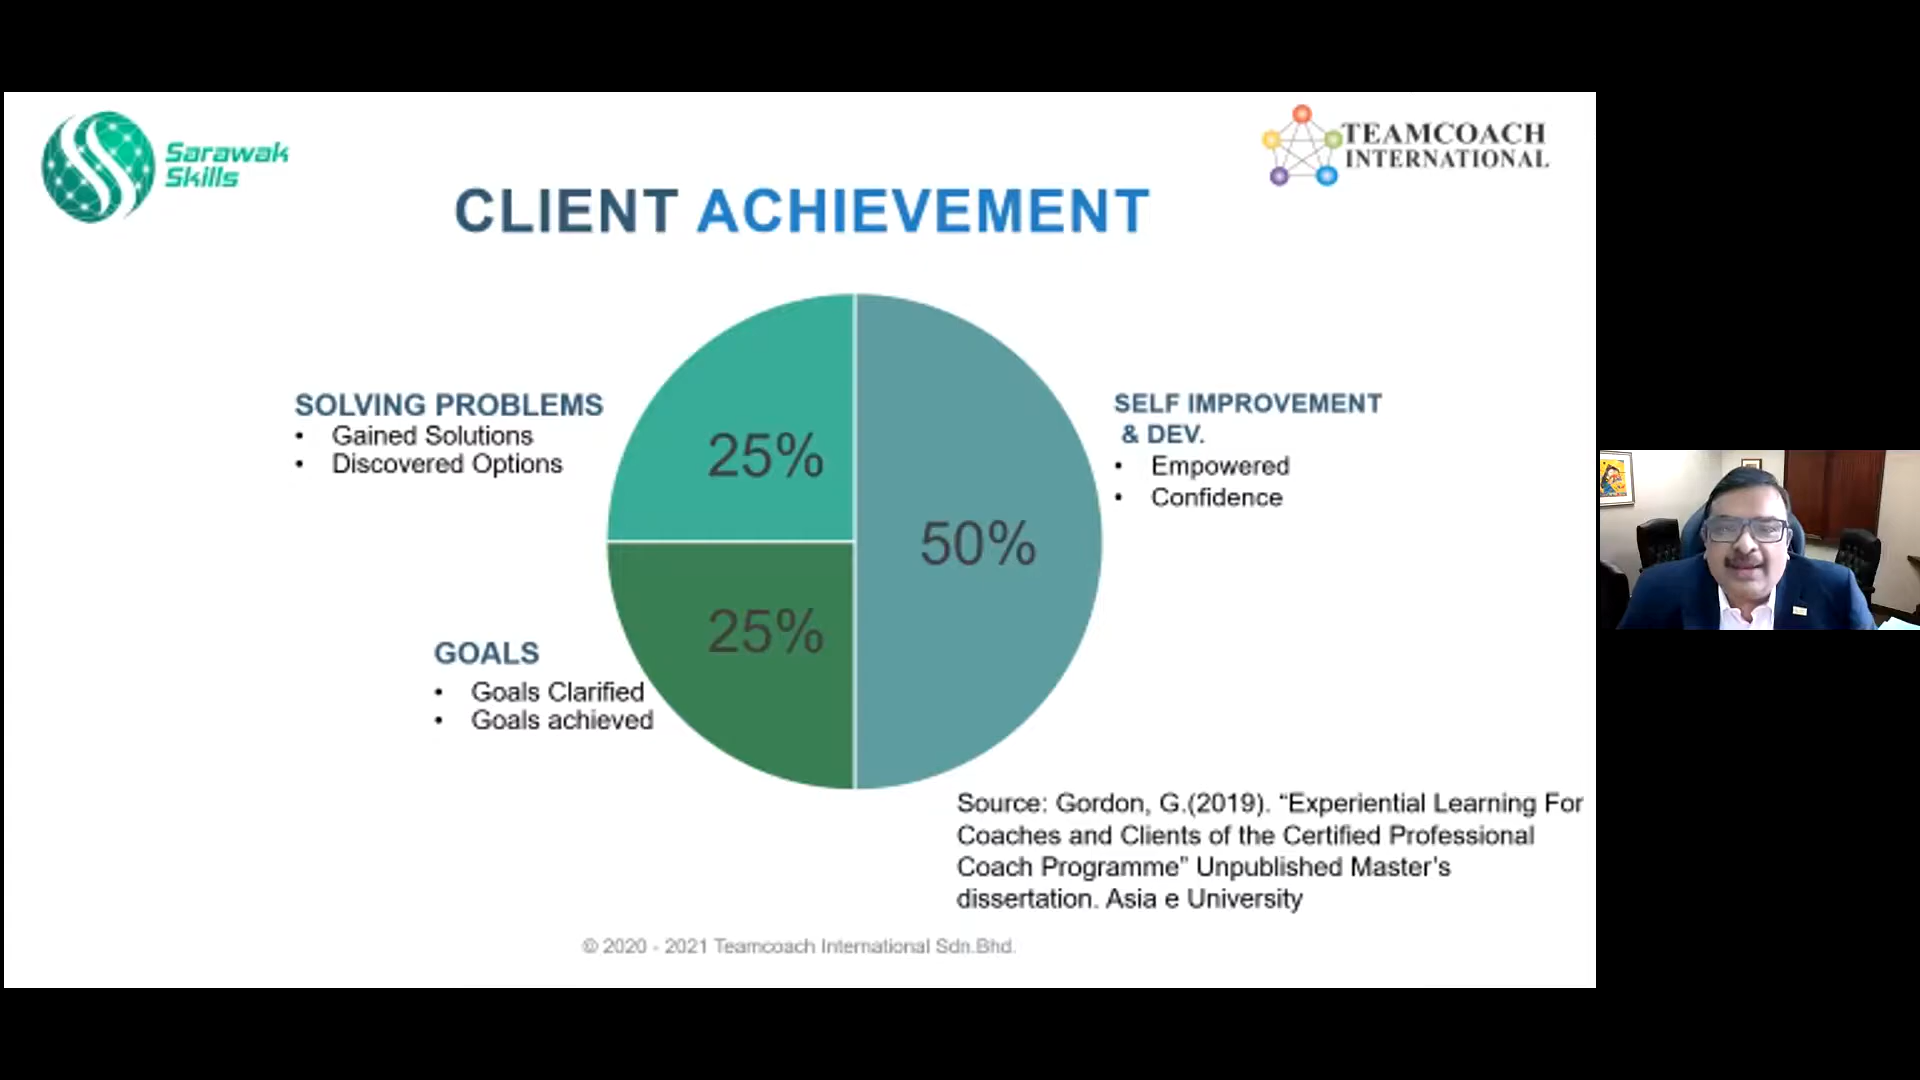 Sarawak
Skills
TEAMCOACH
INTERNATIONAL
CLIENT ACHIEVEMENT
SOLVING PROBLEMS
• Gained Solutions
• Discovered Options
25%
50%
25%
SELF IMPROVEMENT
& DEV.
• Empowered
• Confidence
GOALS
• Goals Clarified
• Goals achieved
Source: Gordon, G.(2019). “Experiential Learning For
Coaches and Clients of the Certified Professional
Coach Programme” Unpublished Master’s
dissertation. Asia e University
© 2020 - 2021 Teamcoach International Sdn.Bhd.